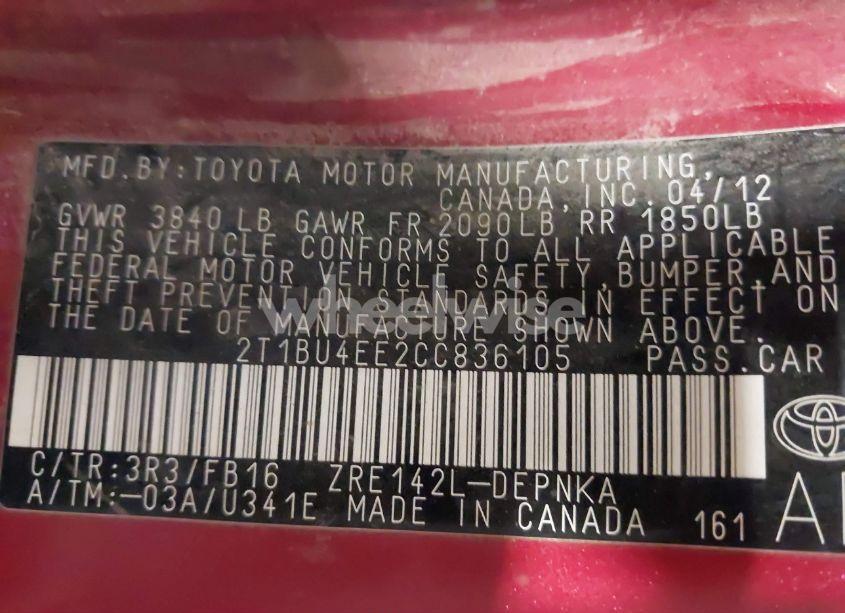 MFD.BY:TOYOTA MOTOR MANUFACTURING,
CANADA, INC. 04/12
GVWR 3840 LB GAWR FR 2090LB RR 1850LB
THIS VEHICLE CONFORMS TO ALL APPLICABLE
FEDERAL MOTOR VEHICLE SAFETY, BUMPER AND
THEFT PREVENTION STANDARDS IN EFFECT ON
THE DATE OF MANUFACTURE SHOWN ABOVE.
wheelwise
2T1BU4EE2CC836105 PASS.CAR
C/TR:3R3/FB16 ZRE142L-DEPNKA
A/TM:-03A/U341E MADE IN CANADA 161